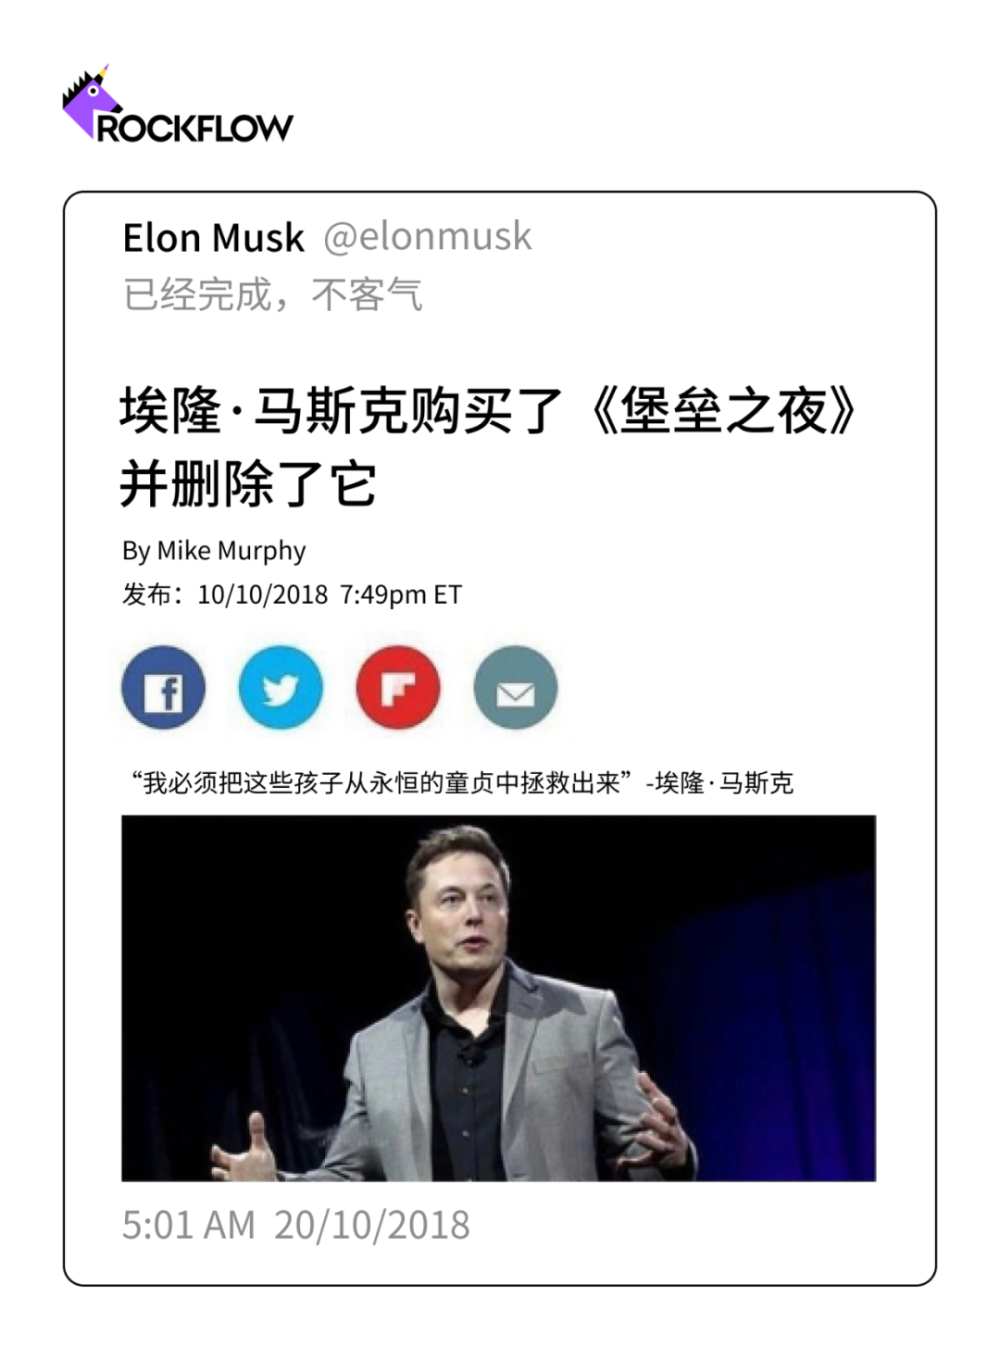 ROCKFLOW
Elon Musk @elonmusk
已经完成，不客气
埃隆·马斯克购买了《堡垒之夜》
并删除了它
By Mike Murphy
发布：10/10/2018 7:49pm ET
“我必须把这些孩子从永恒的童贞中拯救出来”-埃隆·马斯克
5:01 AM 20/10/2018